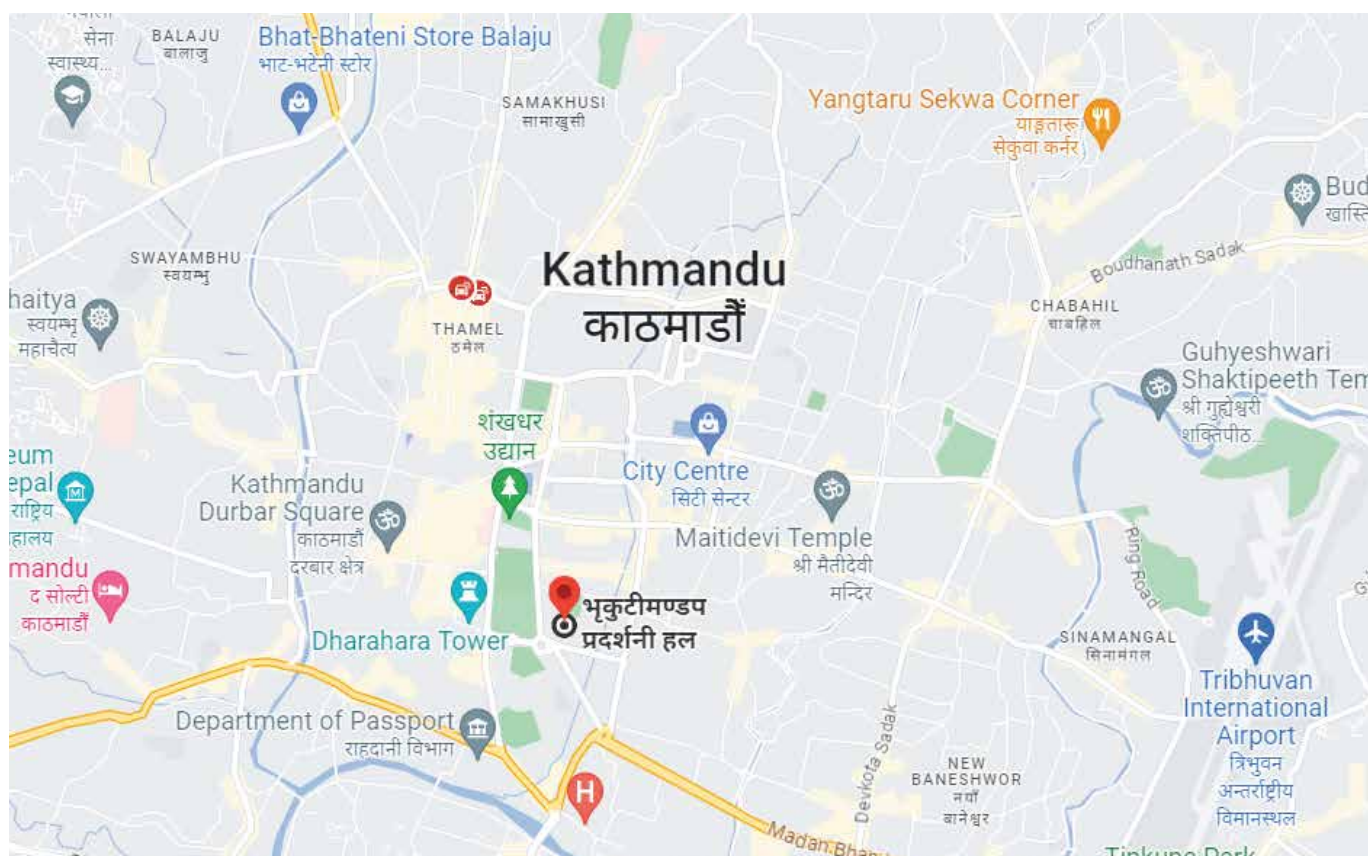 सेना
स्वास्थ्य...
BALAJU
बालाजु
Bhat-Bhateni Store Balaju
भाट-भटेनी स्टोर
SAMAKHUSI
सामाखुसी
Yangtaru Sekwa Corner
याङ्तारू
सेकुवा कर्नर
Bud
खास्ति
SWAYAMBHU
स्वयम्भु
haitya
स्वयम्भू
महाचैत्य
Kathmandu
काठमाडौँ
Boudhanath Sadak
THAMEL
ठमेल
CHABAHIL
चाबहिल
Guhyeshwari
Shaktipeeth Tem
श्री गुह्येश्वरी
शक्तिपीठ...
शंखधर
उद्यान
City Centre
सिटी सेन्टर
eum
epal
राष्ट्रिय
हालय
Kathmandu
Durbar Square
काठमाडौं
दरबार क्षेत्र
Maitidevi Temple
श्री मैतीदेवी
मन्दिर
Ring Road
mandu
द सोल्टी
काठमाडौँ
Dharahara Tower
भृकुटीमण्डप
प्रदर्शनी हल
SINAMANGAL
सिनामंगल
Tribhuvan
International
Airport
त्रिभुवन
अन्तर्राष्ट्रीय
विमानस्थल
Department of Passport
राहदानी विभाग
H
Devkota Sadak
NEW
BANESHWOR
नयाँ
बानेश्वर
Madan Bhan
Tinkune Park